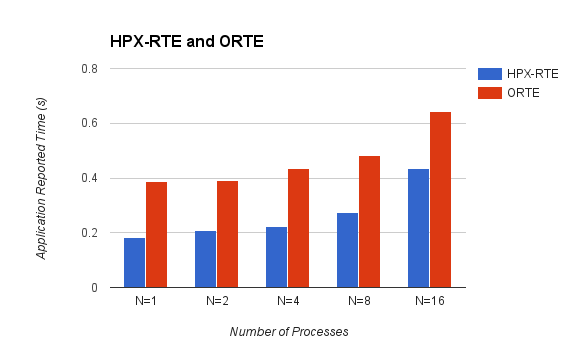 HPX-RTE and ORTE
HPX-RTE
ORTE
Application Reported Time (s)
0.8
0.6
0.4
0.2
0
N=1 N=2 N=4 N=8 N=16
Number of Processes